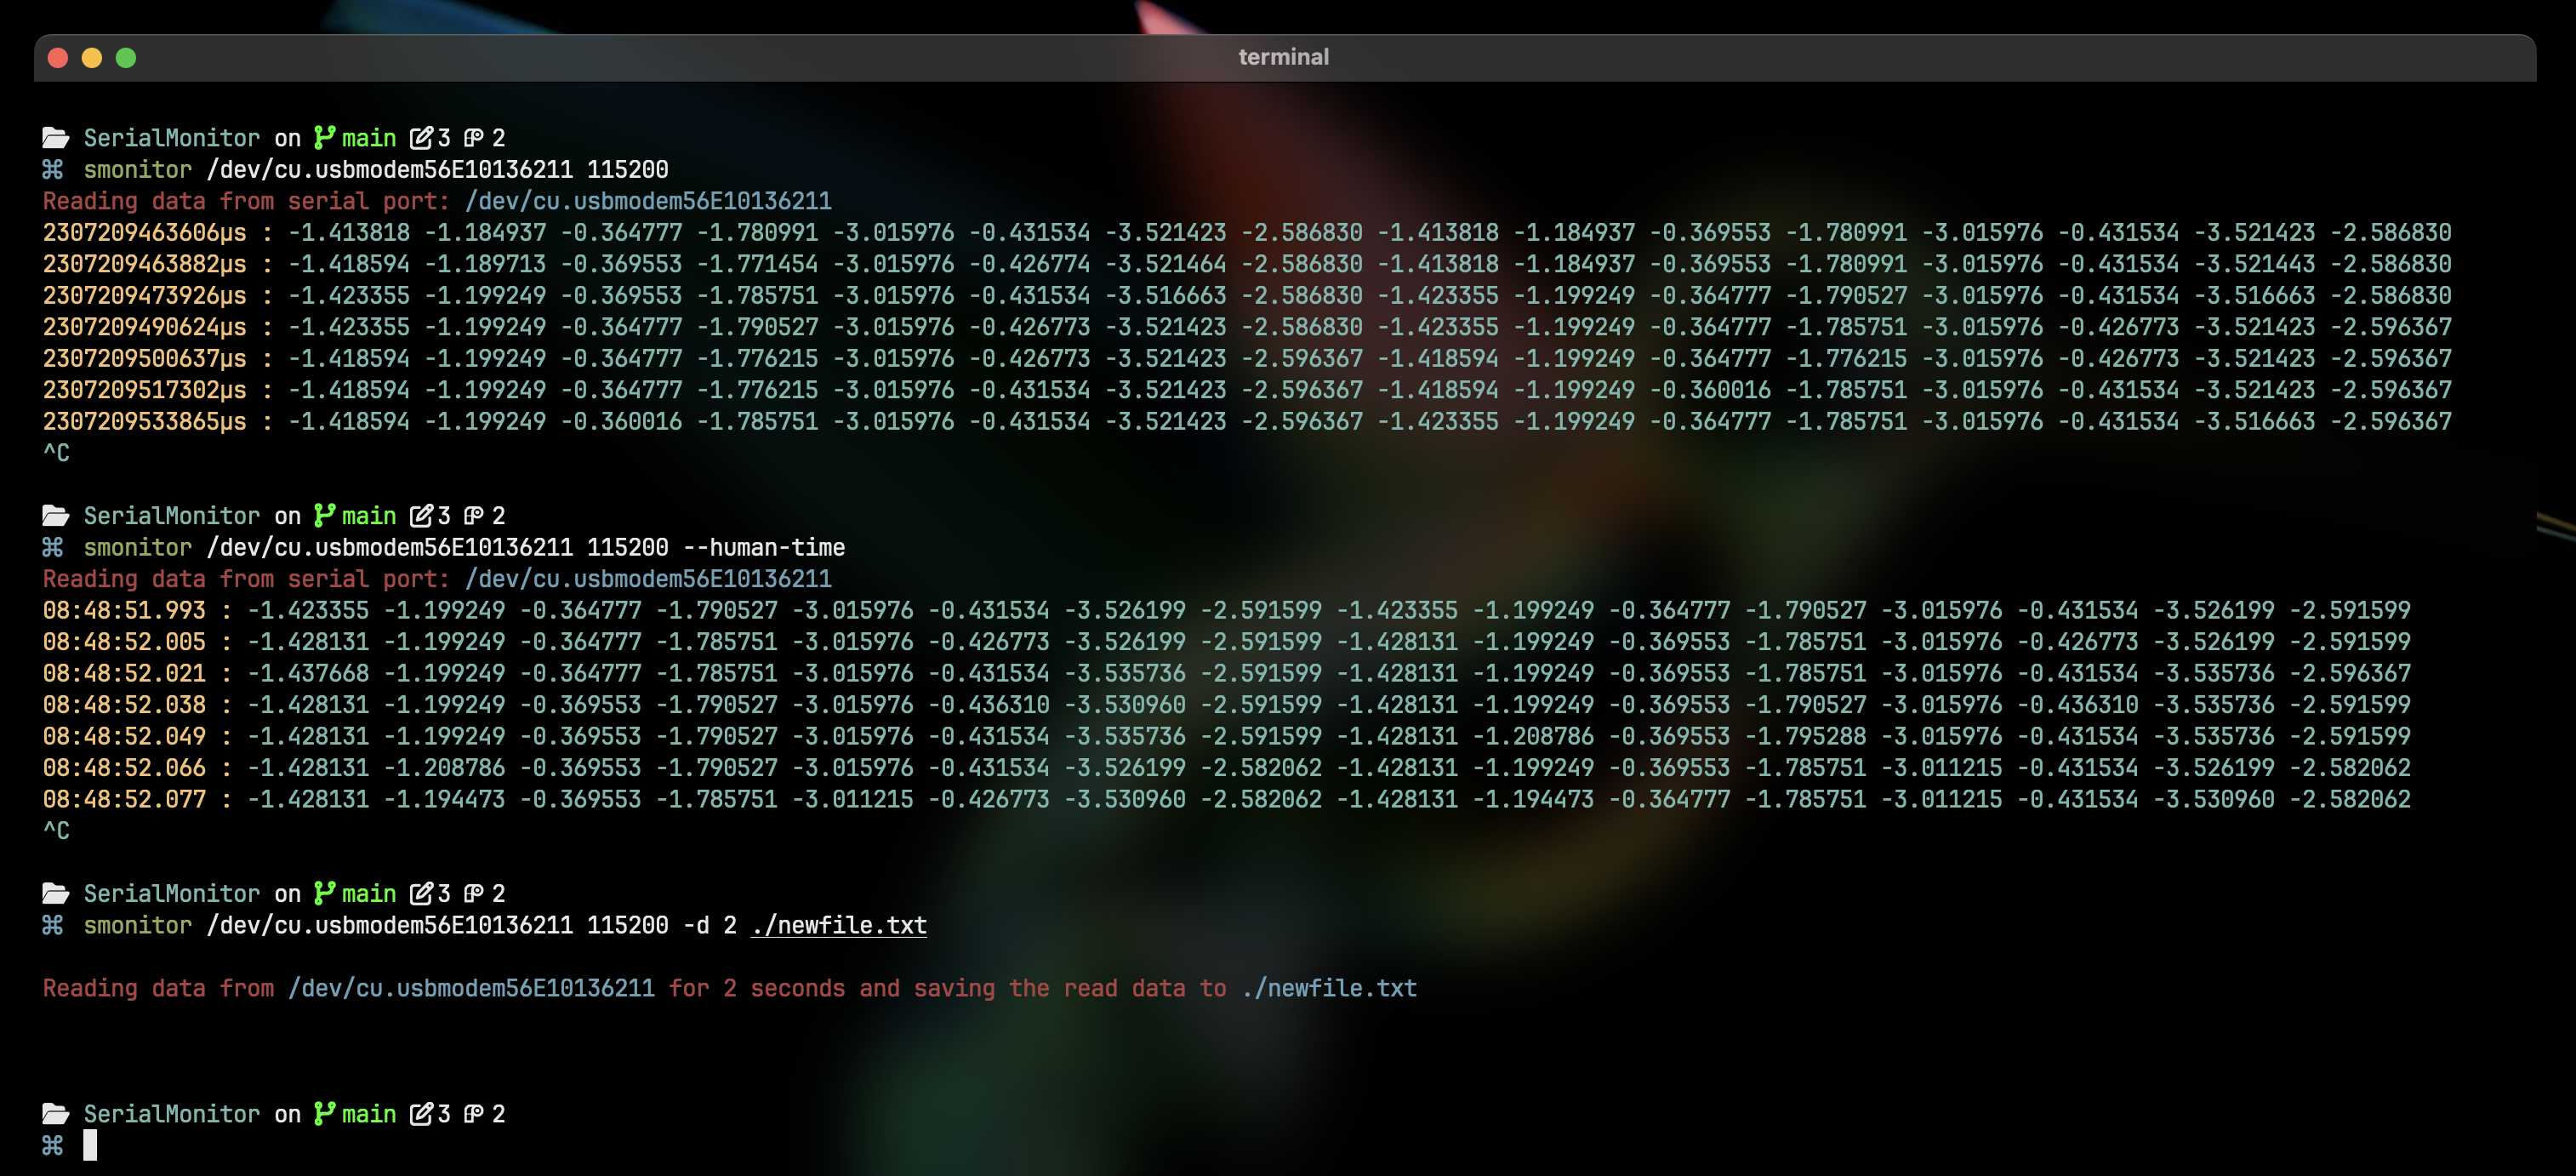 terminal
SerialMonitor on main 3 2
⌘ smonitor /dev/cu.usbmodem56E10136211 115200
Reading data from serial port: /dev/cu.usbmodem56E10136211
2307209463606µs : -1.413818 -1.184937 -0.364777 -1.780991 -3.015976 -0.431534 -3.521423 -2.586830 -1.413818 -1.184937 -0.369553 -1.780991 -3.015976 -0.431534 -3.521423 -2.586830
2307209463882µs : -1.418594 -1.189713 -0.369553 -1.771454 -3.015976 -0.426774 -3.521464 -2.586830 -1.413818 -1.184937 -0.369553 -1.780991 -3.015976 -0.431534 -3.521443 -2.586830
2307209473926µs : -1.423355 -1.199249 -0.369553 -1.785751 -3.015976 -0.431534 -3.516663 -2.586830 -1.423355 -1.199249 -0.364777 -1.790527 -3.015976 -0.431534 -3.516663 -2.586830
2307209490624µs : -1.423355 -1.199249 -0.364777 -1.790527 -3.015976 -0.426773 -3.521423 -2.586830 -1.423355 -1.199249 -0.364777 -1.785751 -3.015976 -0.426773 -3.521423 -2.596367
2307209500637µs : -1.418594 -1.199249 -0.364777 -1.776215 -3.015976 -0.426773 -3.521423 -2.596367 -1.418594 -1.199249 -0.364777 -1.776215 -3.015976 -0.426773 -3.521423 -2.596367
2307209517302µs : -1.418594 -1.199249 -0.364777 -1.776215 -3.015976 -0.431534 -3.521423 -2.596367 -1.418594 -1.199249 -0.360016 -1.785751 -3.015976 -0.431534 -3.521423 -2.596367
2307209533865µs : -1.418594 -1.199249 -0.360016 -1.785751 -3.015976 -0.431534 -3.521423 -2.596367 -1.423355 -1.199249 -0.364777 -1.785751 -3.015976 -0.431534 -3.516663 -2.596367
^C
SerialMonitor on main 3 2
⌘ smonitor /dev/cu.usbmodem56E10136211 115200 --human-time
Reading data from serial port: /dev/cu.usbmodem56E10136211
08:48:51.993 : -1.423355 -1.199249 -0.364777 -1.790527 -3.015976 -0.431534 -3.526199 -2.591599 -1.423355 -1.199249 -0.364777 -1.790527 -3.015976 -0.431534 -3.526199 -2.591599
08:48:52.005 : -1.428131 -1.199249 -0.364777 -1.785751 -3.015976 -0.426773 -3.526199 -2.591599 -1.428131 -1.199249 -0.369553 -1.785751 -3.015976 -0.426773 -3.526199 -2.591599
08:48:52.021 : -1.437668 -1.199249 -0.364777 -1.785751 -3.015976 -0.431534 -3.535736 -2.591599 -1.428131 -1.199249 -0.369553 -1.785751 -3.015976 -0.431534 -3.535736 -2.596367
08:48:52.038 : -1.428131 -1.199249 -0.369553 -1.790527 -3.015976 -0.436310 -3.530960 -2.591599 -1.428131 -1.199249 -0.369553 -1.790527 -3.015976 -0.436310 -3.535736 -2.591599
08:48:52.049 : -1.428131 -1.199249 -0.369553 -1.790527 -3.015976 -0.431534 -3.535736 -2.591599 -1.428131 -1.208786 -0.369553 -1.795288 -3.015976 -0.431534 -3.535736 -2.591599
08:48:52.066 : -1.428131 -1.208786 -0.369553 -1.790527 -3.015976 -0.431534 -3.526199 -2.582062 -1.428131 -1.199249 -0.369553 -1.785751 -3.011215 -0.431534 -3.526199 -2.582062
08:48:52.077 : -1.428131 -1.194473 -0.369553 -1.785751 -3.011215 -0.426773 -3.530960 -2.582062 -1.428131 -1.194473 -0.364777 -1.785751 -3.011215 -0.431534 -3.530960 -2.582062
^C
SerialMonitor on main 3 2
⌘ smonitor /dev/cu.usbmodem56E10136211 115200 -d 2 ./newfile.txt
Reading data from /dev/cu.usbmodem56E10136211 for 2 seconds and saving the read data to ./newfile.txt
SerialMonitor on main 3 2
⌘